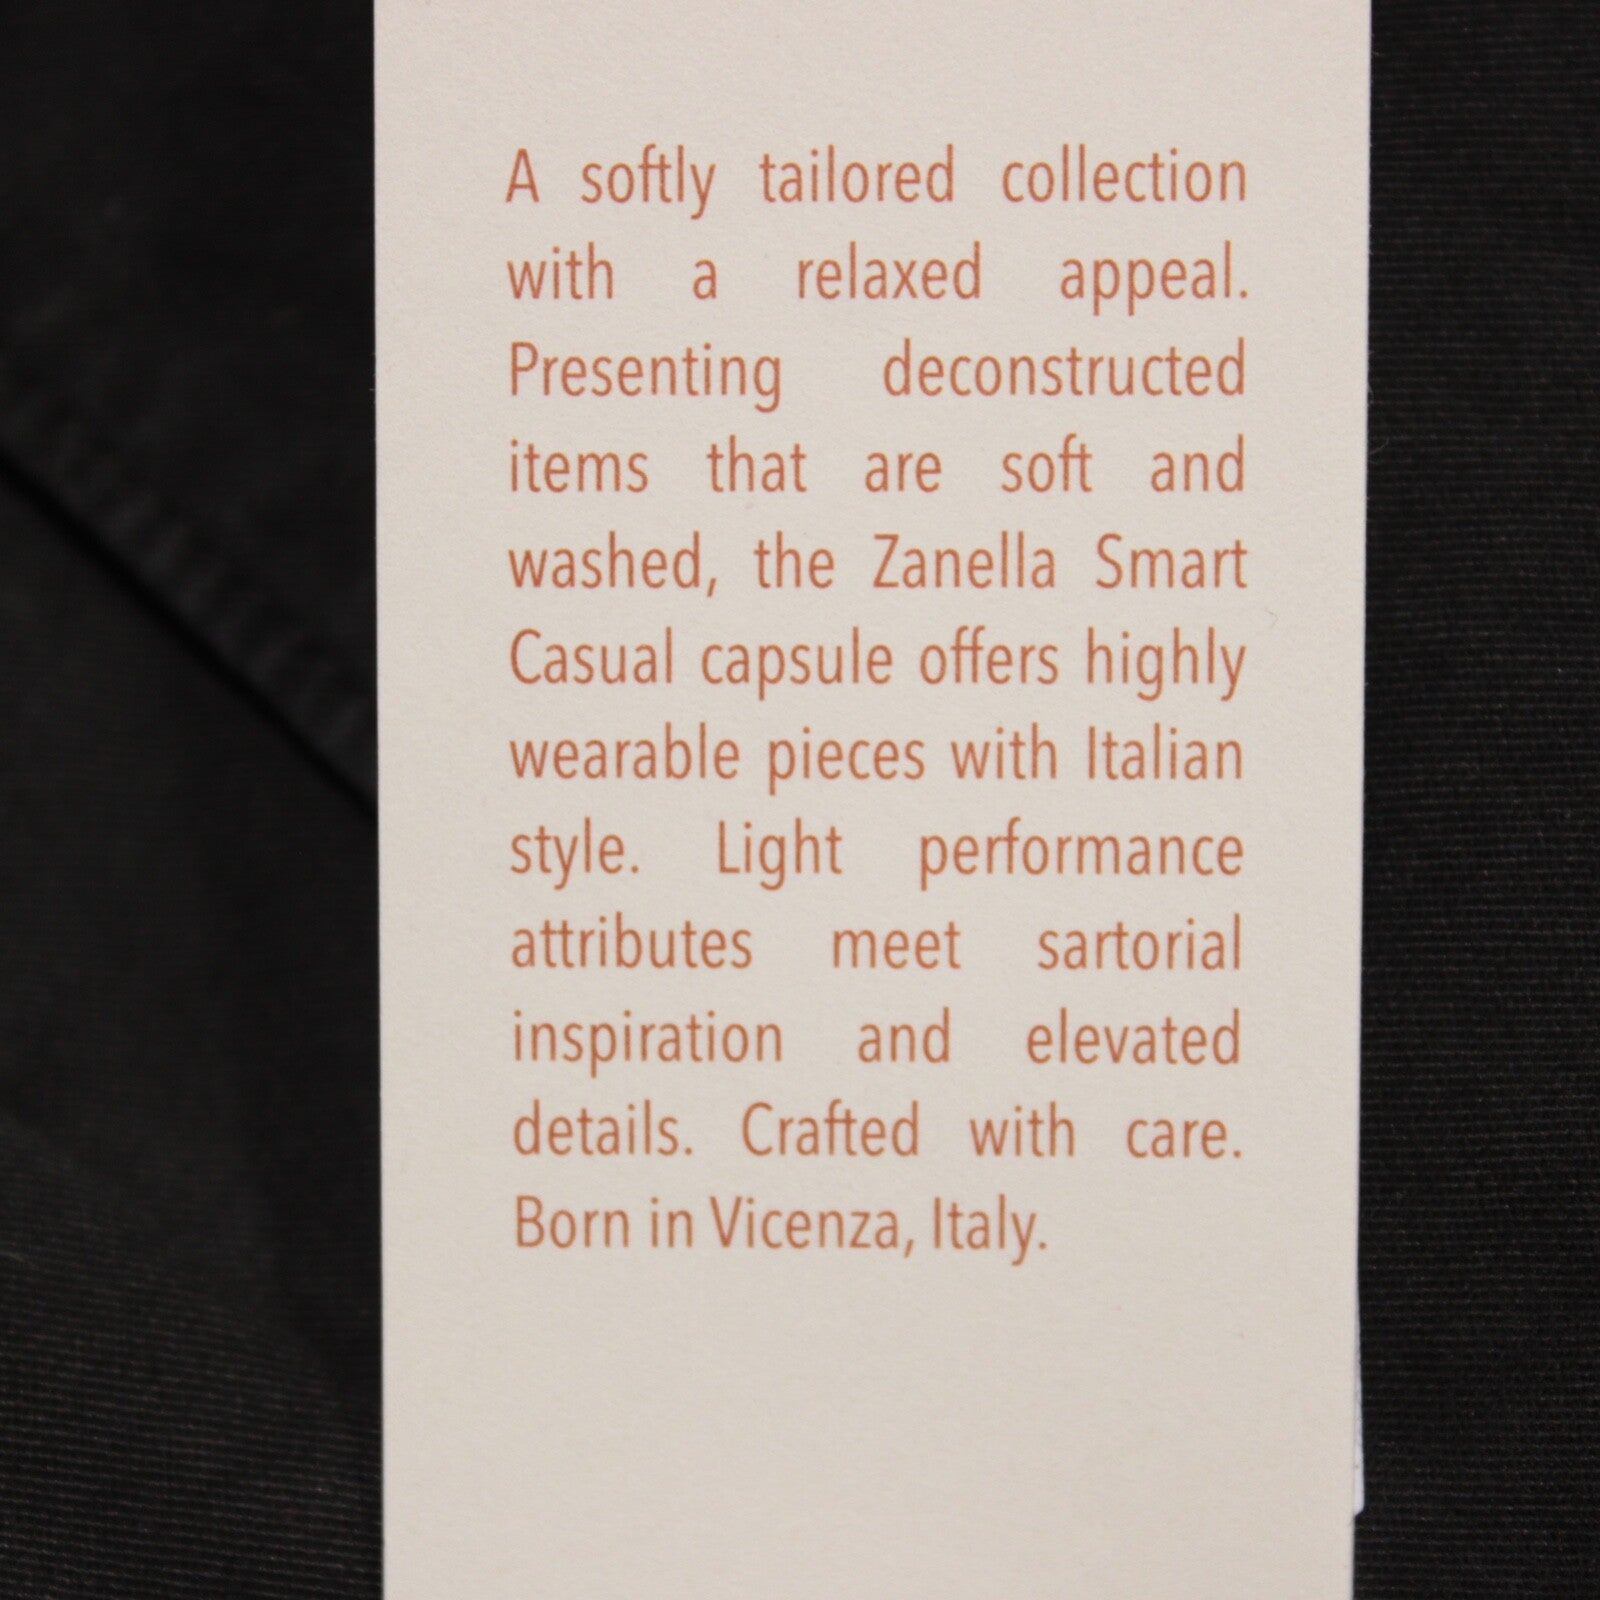 A softly tailored collection
with a relaxed appeal.
Presenting deconstructed
items that are soft and
washed, the Zanella Smart
Casual capsule offers highly
wearable pieces with Italian
style. Light performance
attributes meet sartorial
inspiration and elevated
details. Crafted with care.
Born in Vicenza, Italy.